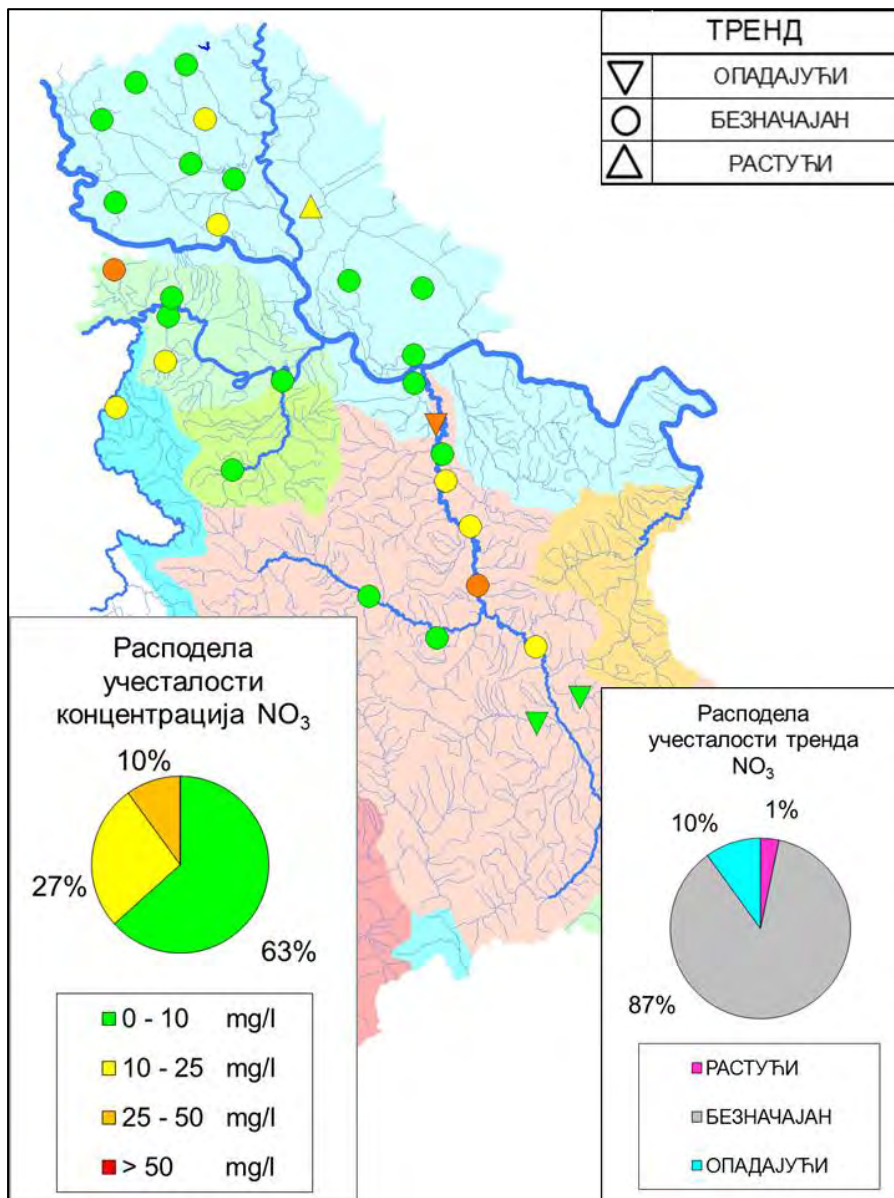 ТРЕНД
ОПАДАЈУЋИ
БЕЗНАЧАЈАН
РАСТУЋИ
Расподела
учесталости
концентрација NO₃
10%
27%
63%
0 - 10 mg/l
10 - 25 mg/l
25 - 50 mg/l
> 50 mg/l
Расподела
учесталости тренда
NO₃
10%
1%
87%
РАСТУЋИ
БЕЗНАЧАЈАН
ОПАДАЈУЋИ